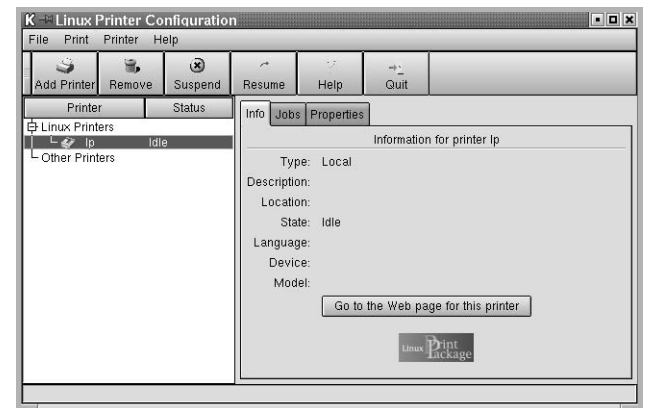 K Linux Printer Configuration
File Print Printer Help
Add Printer Remove Suspend Resume Help Quit
Printer Status
Linux Printers
lp Idle
Other Printers
Info Jobs Properties
Information for printer lp
Type: Local
Description:
Location:
State: Idle
Language:
Device:
Model:
Go to the Web page for this printer
Linux Print Package